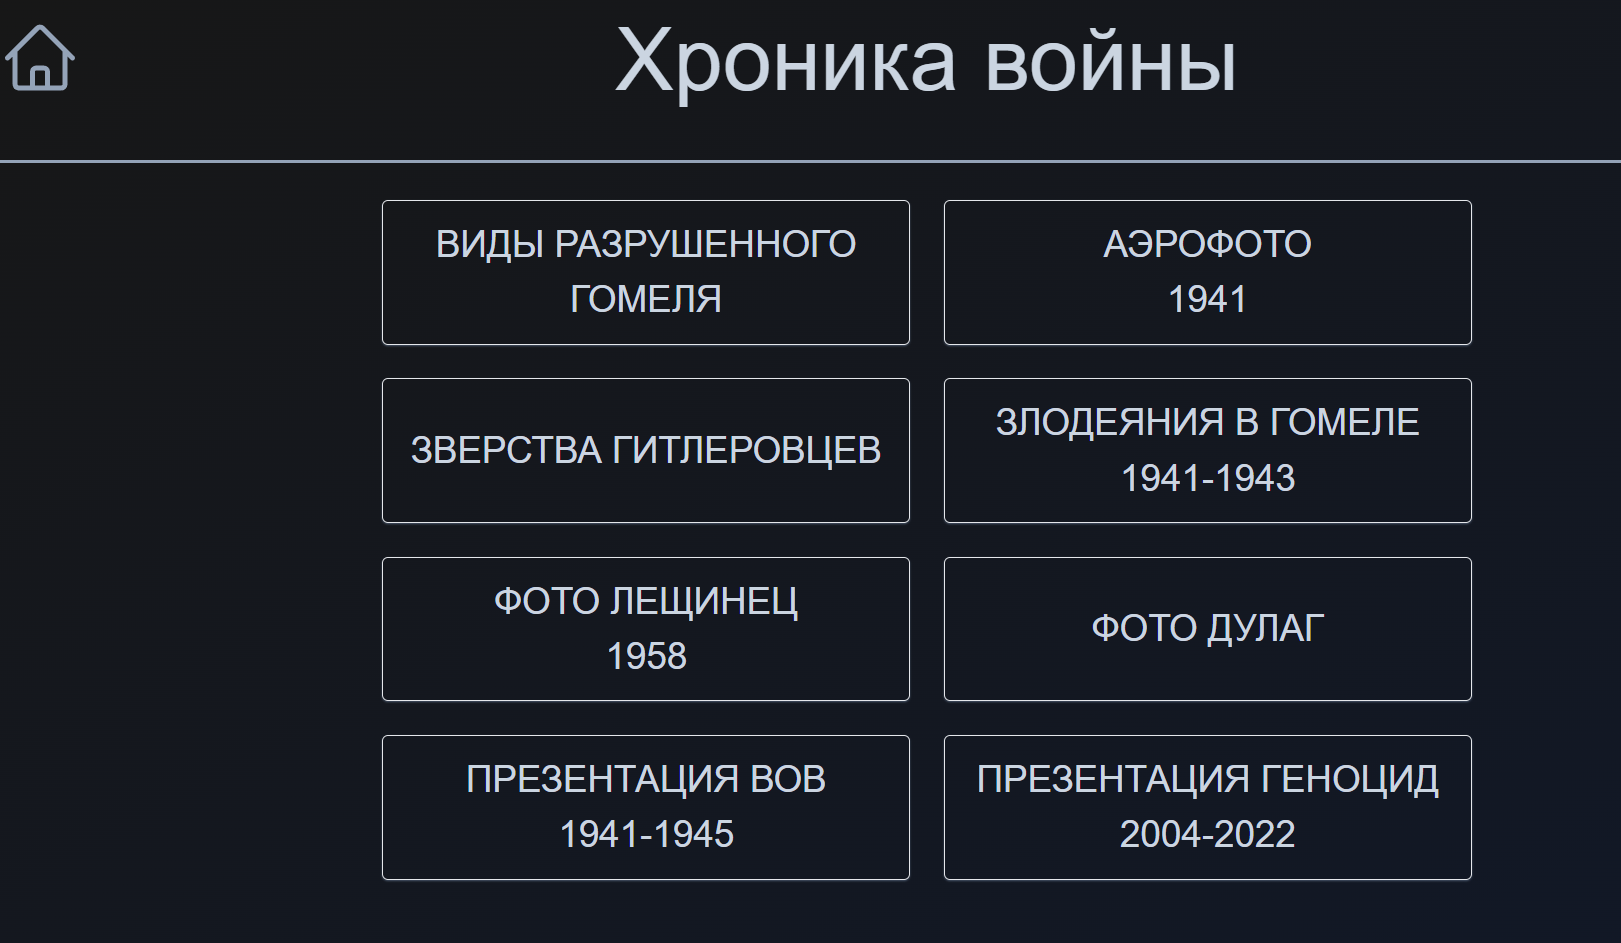 Хроника войны
ВИДЫ РАЗРУШЕННОГО
ГОМЕЛЯ
АЭРОФОТО
1941
ЗВЕРСТВА ГИТЛЕРОВЦЕВ
ЗЛОДЕЯНИЯ В ГОМЕЛЕ
1941-1943
ФОТО ЛЕЩИНЕЦ
1958
ФОТО ДУЛАГ
ПРЕЗЕНТАЦИЯ ВОВ
1941-1945
ПРЕЗЕНТАЦИЯ ГЕНОЦИД
2004-2022